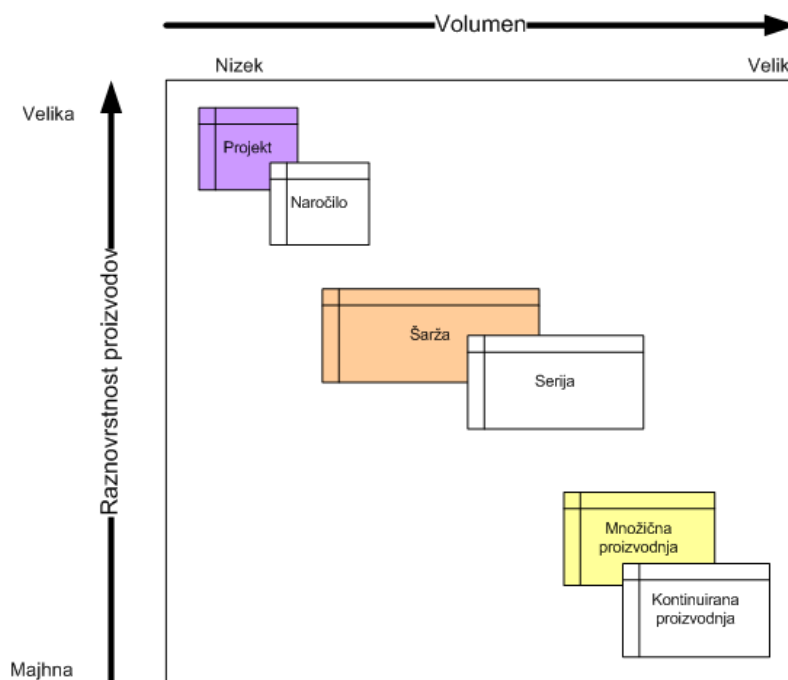 Volumen
Nizek
Velik
Velika
Projekt
Naročilo
Raznovrstnost proizvodov
Šarža
Serija
Množična
proizvodnja
Kontinuirana
proizvodnja
Majhna